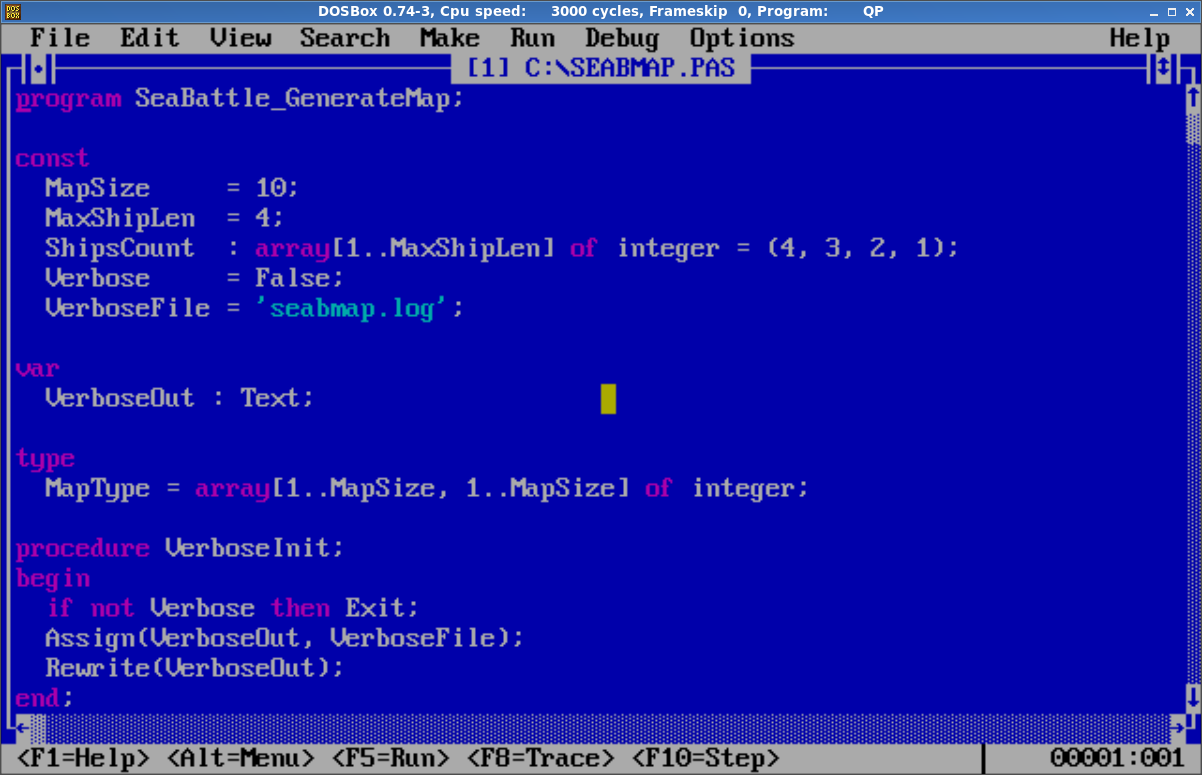 DOS BOX
DOSBox 0.74-3, Cpu speed: 3000 cycles, Frameskip 0, Program: QP
File Edit View Search Make Run Debug Options Help
[1] C:\SEABMAP.PAS
program SeaBattle_GenerateMap;
const
  MapSize     = 10;
  MaxShipLen  = 4;
  ShipsCount  : array[1..MaxShipLen] of integer = (4, 3, 2, 1);
  Verbose     = False;
  VerboseFile = 'seabmap.log';
var
  VerboseOut : Text;
type
  MapType = array[1..MapSize, 1..MapSize] of integer;
procedure VerboseInit;
begin
  if not Verbose then Exit;
  Assign(VerboseOut, VerboseFile);
  Rewrite(VerboseOut);
end;
<F1=Help> <Alt=Menu> <F5=Run> <F8=Trace> <F10=Step> 00001:001